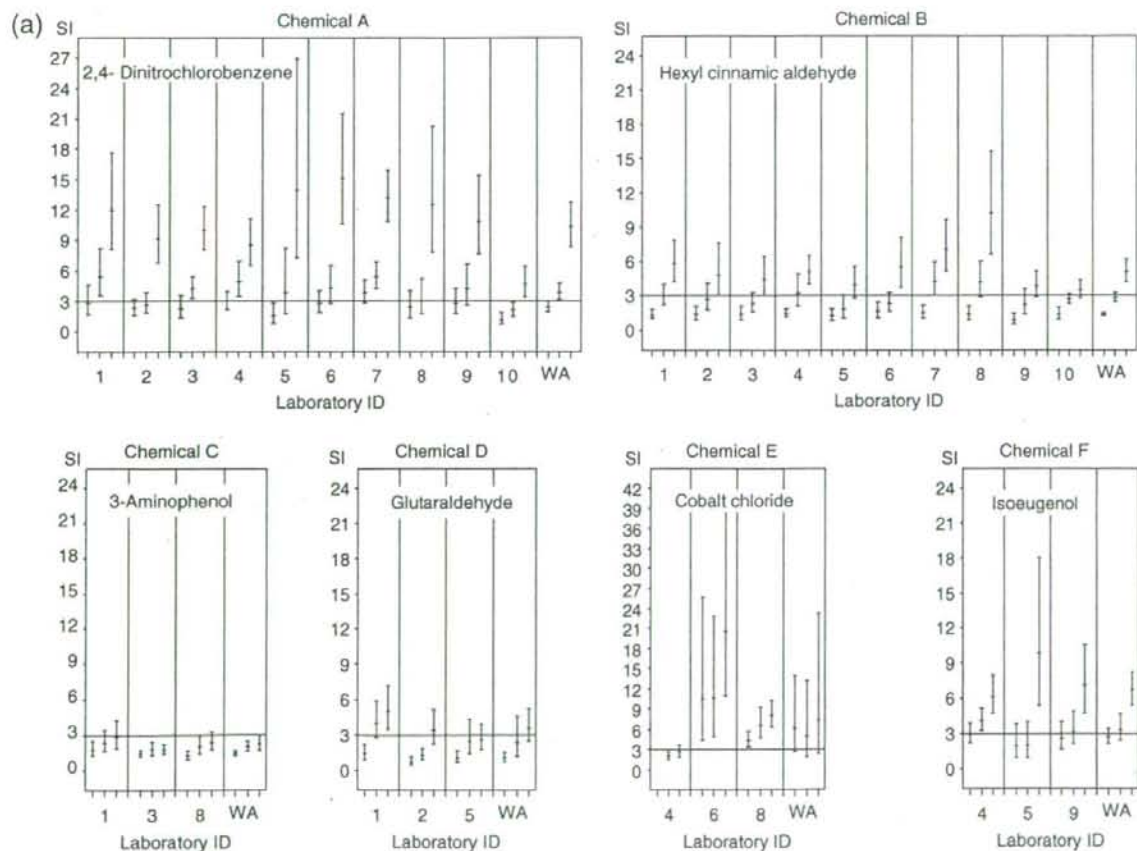 (a)
Chemical A
SI
27
24
21
18
15
12
9
6
3
0
2,4- Dinitrochlorobenzene
1 2 3 4 5 6 7 8 9 10 WA
Laboratory ID
Chemical B
SI
24
21
18
15
12
9
6
3
0
Hexyl cinnamic aldehyde
1 2 3 4 5 6 7 8 9 10 WA
Laboratory ID
Chemical C
SI
24
21
18
15
12
9
6
3
0
3-Aminophenol
1 3 8 WA
Laboratory ID
Chemical D
SI
24
21
18
15
12
9
6
3
0
Glutaraldehyde
1 2 5 WA
Laboratory ID
Chemical E
SI
42
39
36
33
30
27
24
21
18
15
12
9
6
3
0
Cobalt chloride
4 6 8 WA
Laboratory ID
Chemical F
SI
24
21
18
15
12
9
6
3
0
Isoeugenol
4 5 9 WA
Laboratory ID